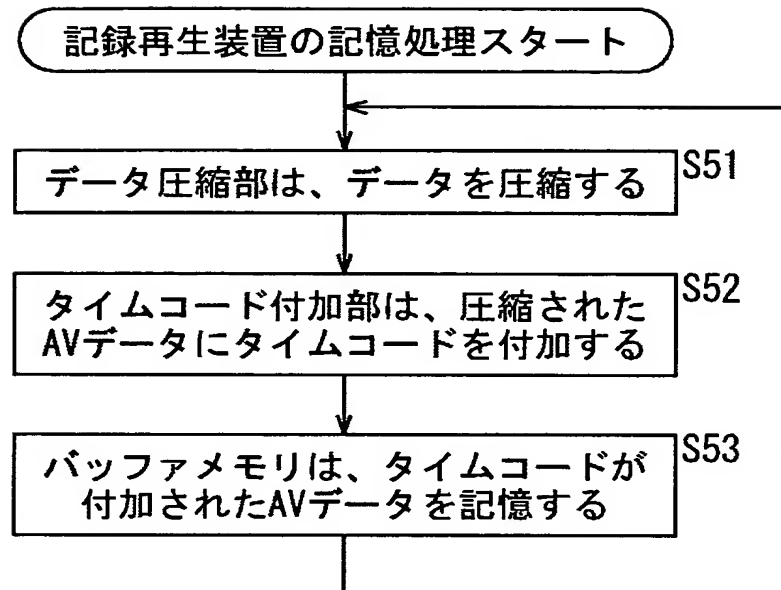 記録再生装置の記憶処理スタート
データ圧縮部は、データを圧縮する
S51
タイムコード付加部は、圧縮された
AVデータにタイムコードを付加する
S52
バッファメモリは、タイムコードが
付加されたAVデータを記憶する
S53